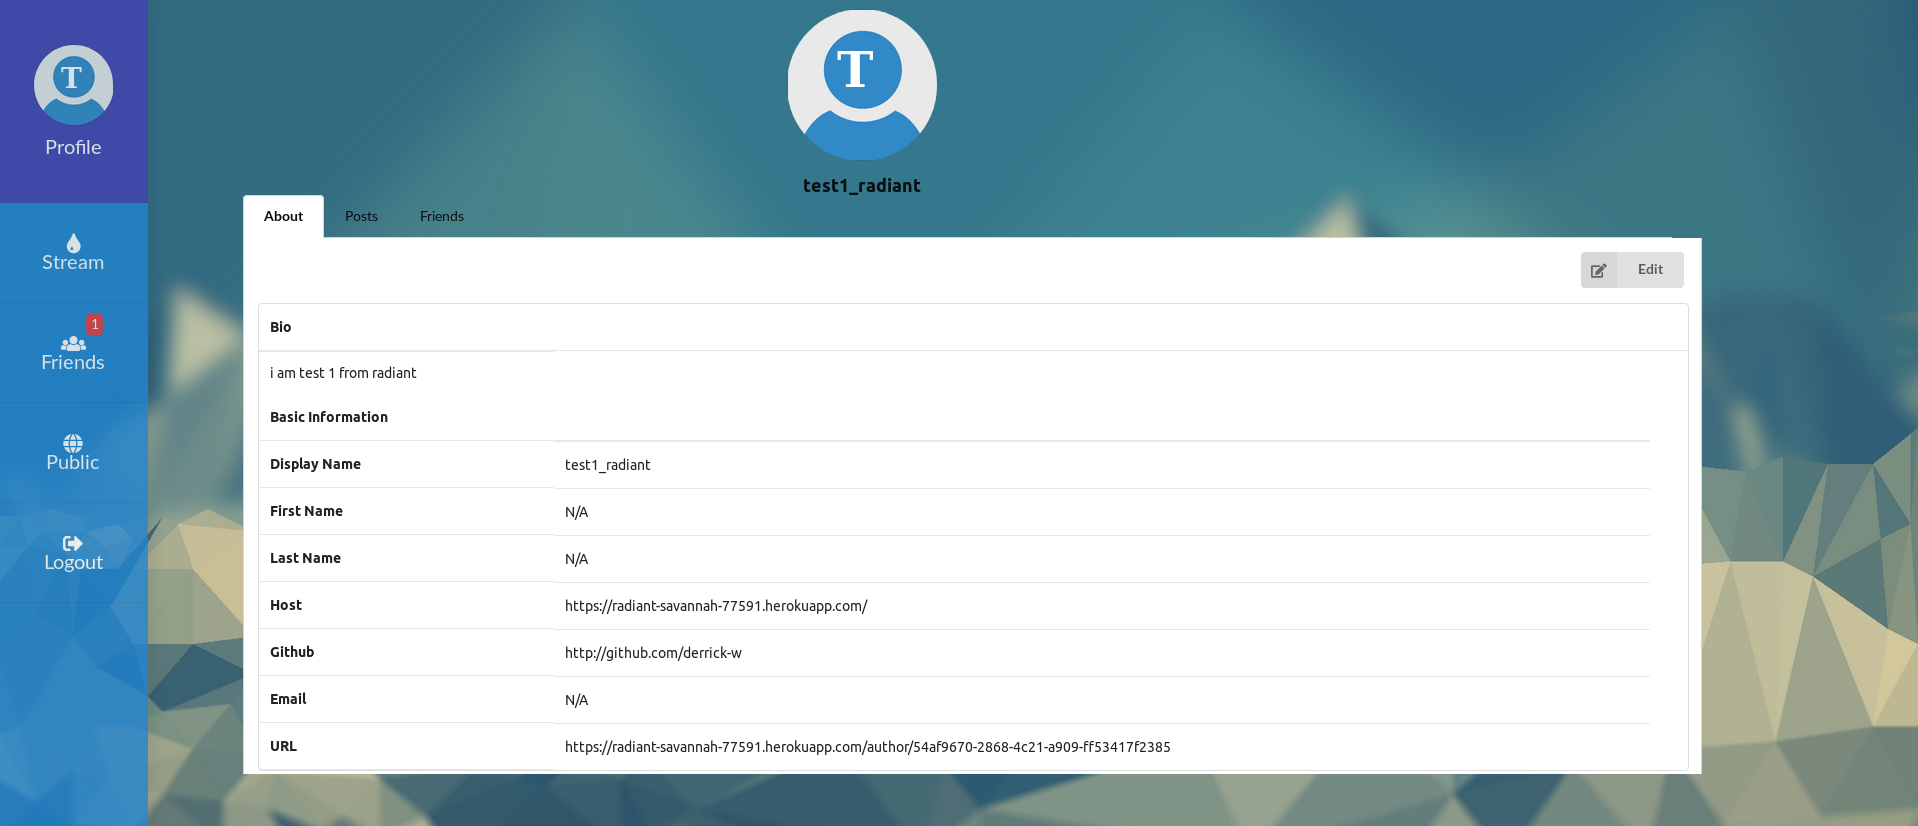 T
Profile
Stream
1
Friends
Public
Logout
T
test1_radiant
About Posts Friends
Edit
Bio
i am test 1 from radiant
Basic Information
Display Name test1_radiant
First Name N/A
Last Name N/A
Host https://radiant-savannah-77591.herokuapp.com/
Github http://github.com/derrick-w
Email N/A
URL https://radiant-savannah-77591.herokuapp.com/author/54af9670-2868-4c21-a909-ff53417f2385